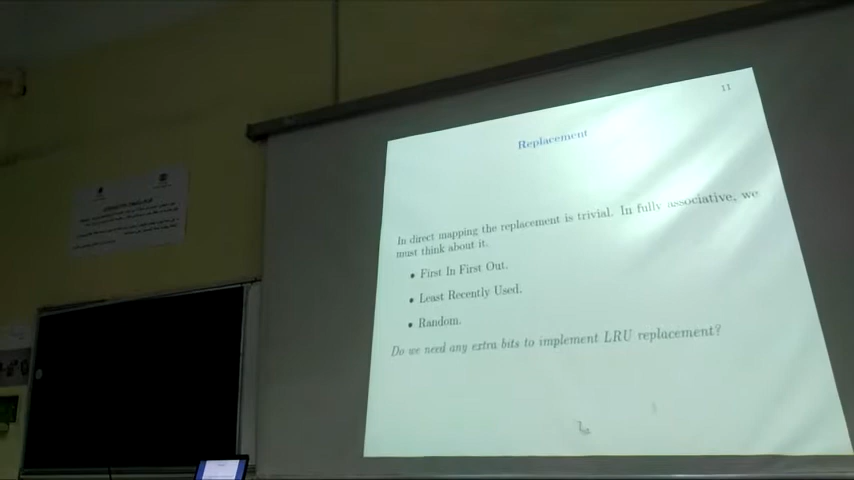 11
Replacement
In direct mapping the replacement is trivial. In fully associative, we
must think about it.
• First In First Out.
• Least Recently Used.
• Random.
Do we need any extra bits to implement LRU replacement?